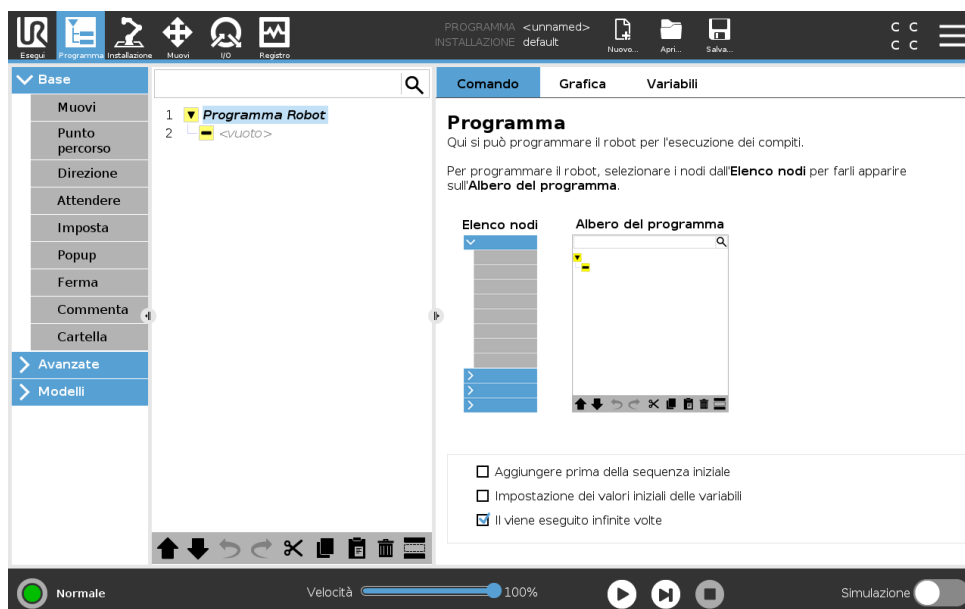 PROGRAMMA <unnamed>
INSTALLAZIONE default
Esegui Programma Installazione Muovi I/O Registro
Nuovo... Apri... Salva...
C C
C C
Base
Muovi
Punto
percorso
Direzione
Attendere
Imposta
Popup
Ferma
Commenta
Cartella
Avanzate
Modelli
1 Programma Robot
2 <vuoto>
Comando Grafica Variabili
Programma
Qui si può programmare il robot per l'esecuzione dei compiti.
Per programmare il robot, selezionare i nodi dall'Elenco nodi per farli apparire
sull'Albero del programma.
Elenco nodi Albero del programma
Aggiungere prima della sequenza iniziale
Impostazione dei valori iniziali delle variabili
Il viene eseguito infinite volte
Normale
Velocità 100%
Simulazione